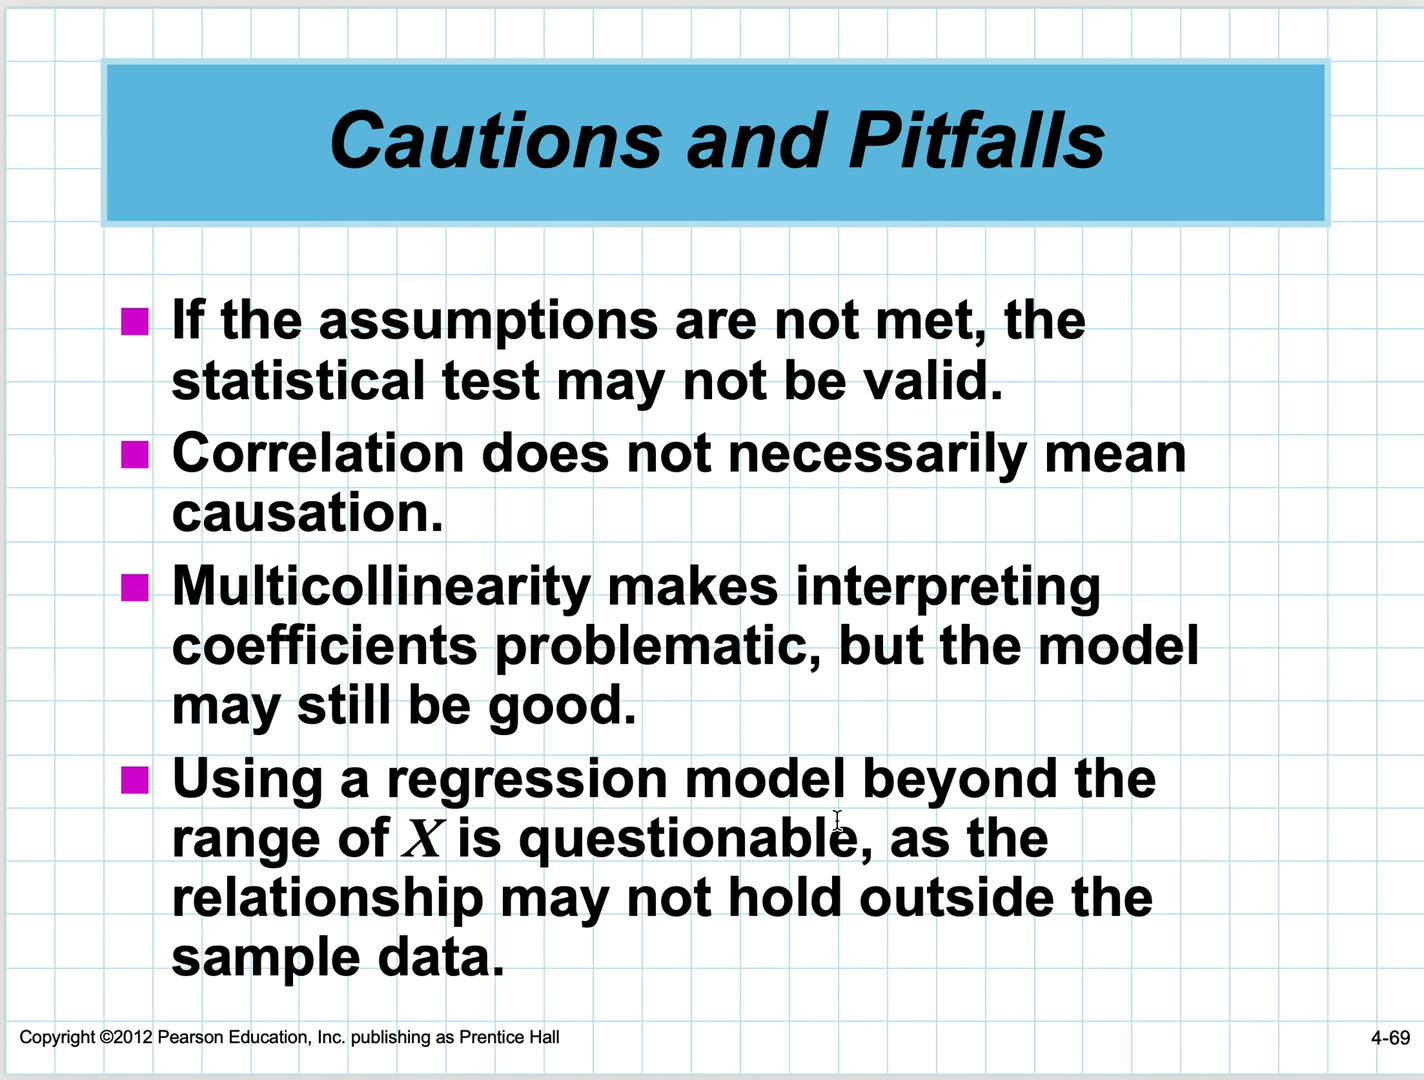 Cautions and Pitfalls
If the assumptions are not met, the
statistical test may not be valid.
Correlation does not necessarily mean
causation.
Multicollinearity makes interpreting
coefficients problematic, but the model
may still be good.
Using a regression model beyond the
range of X is questionable, as the
relationship may not hold outside the
sample data.
Copyright ©2012 Pearson Education, Inc. publishing as Prentice Hall
4-69